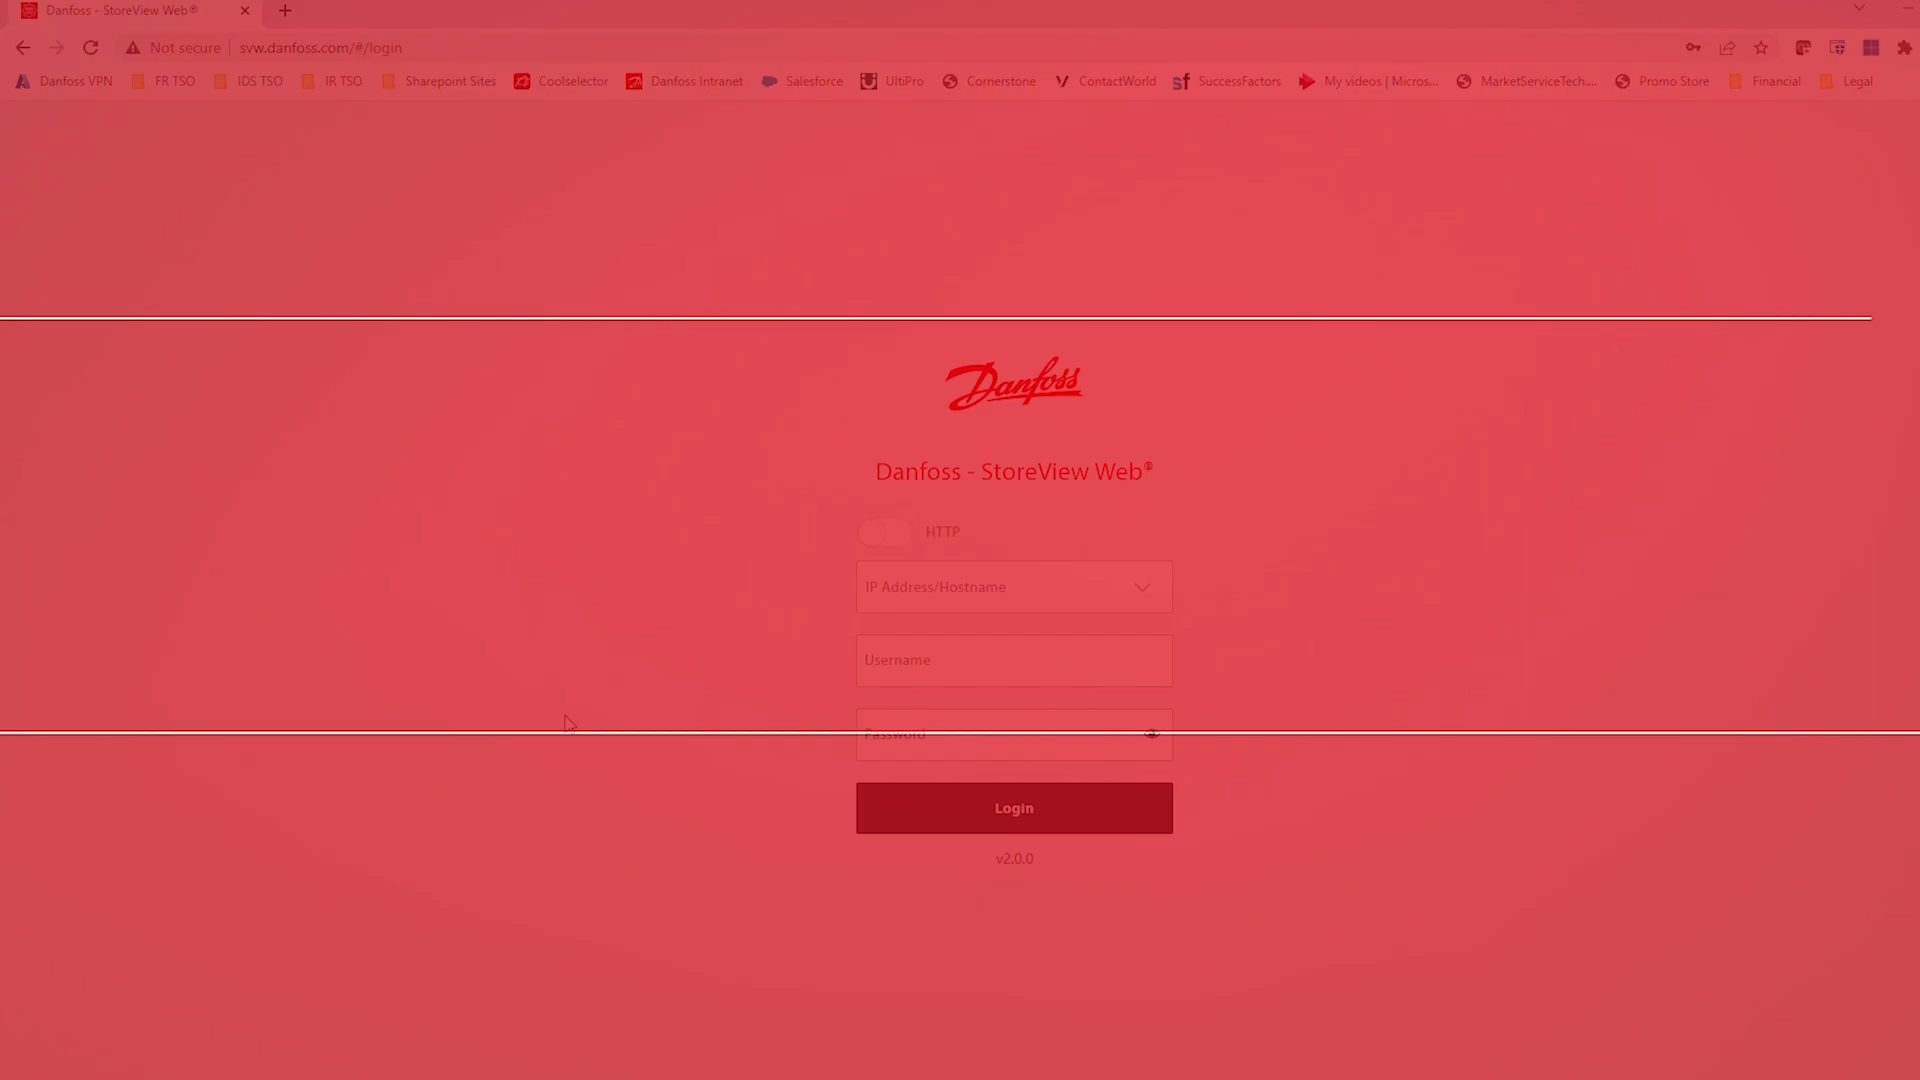 Danfoss - StoreView Web®
Not secure svw.danfoss.com/#/login
Danfoss VPN FR TSO IDS TSO IR TSO Sharepoint Sites Coolselector Danfoss Intranet Salesforce UltiPro Cornerstone ContactWorld SuccessFactors My videos | Micros... MarketServiceTech.... Promo Store Financial Legal
Danfoss
Danfoss - StoreView Web®
HTTP
IP Address/Hostname
Username
Password
Login
v2.0.0